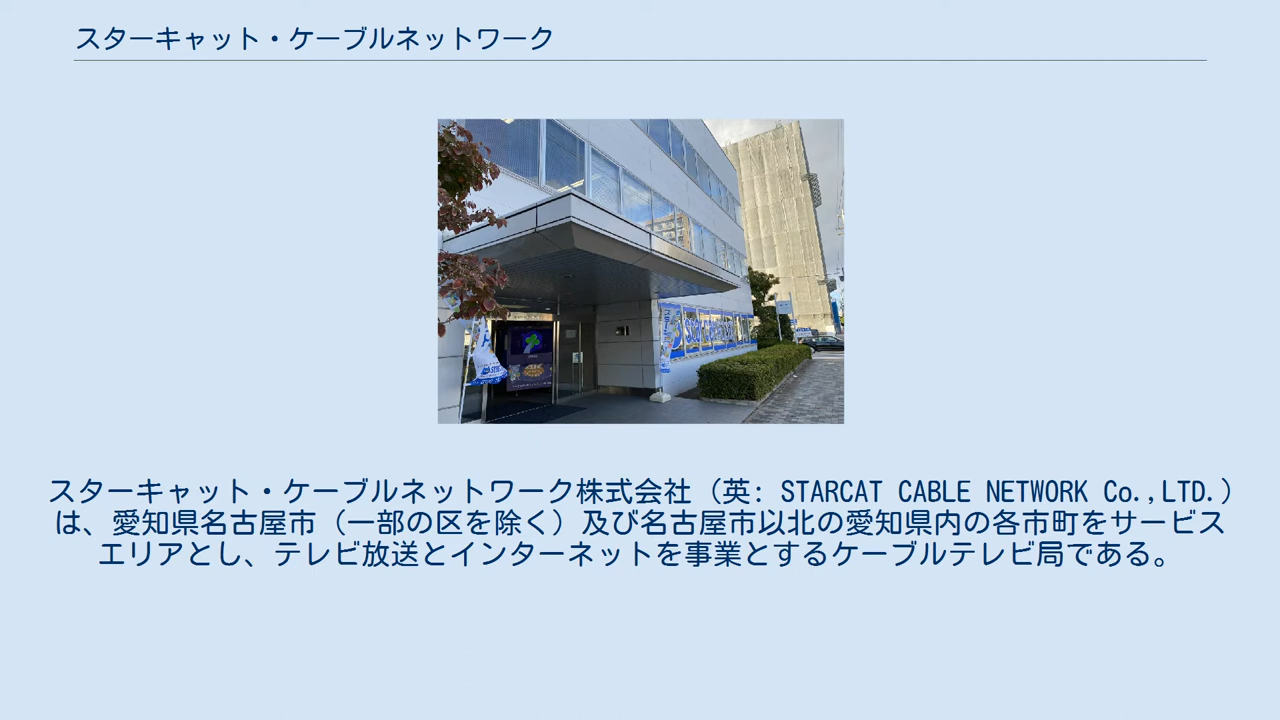 スターキャット・ケーブルネットワーク
4K
スターキャット・ケーブルネットワーク株式会社（英: STARCAT CABLE NETWORK Co.,LTD.）
は、愛知県名古屋市（一部の区を除く）及び名古屋市以北の愛知県内の各市町をサービス
エリアとし、テレビ放送とインターネットを事業とするケーブルテレビ局である。